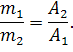 m₁/m₂ = A₂/A₁.